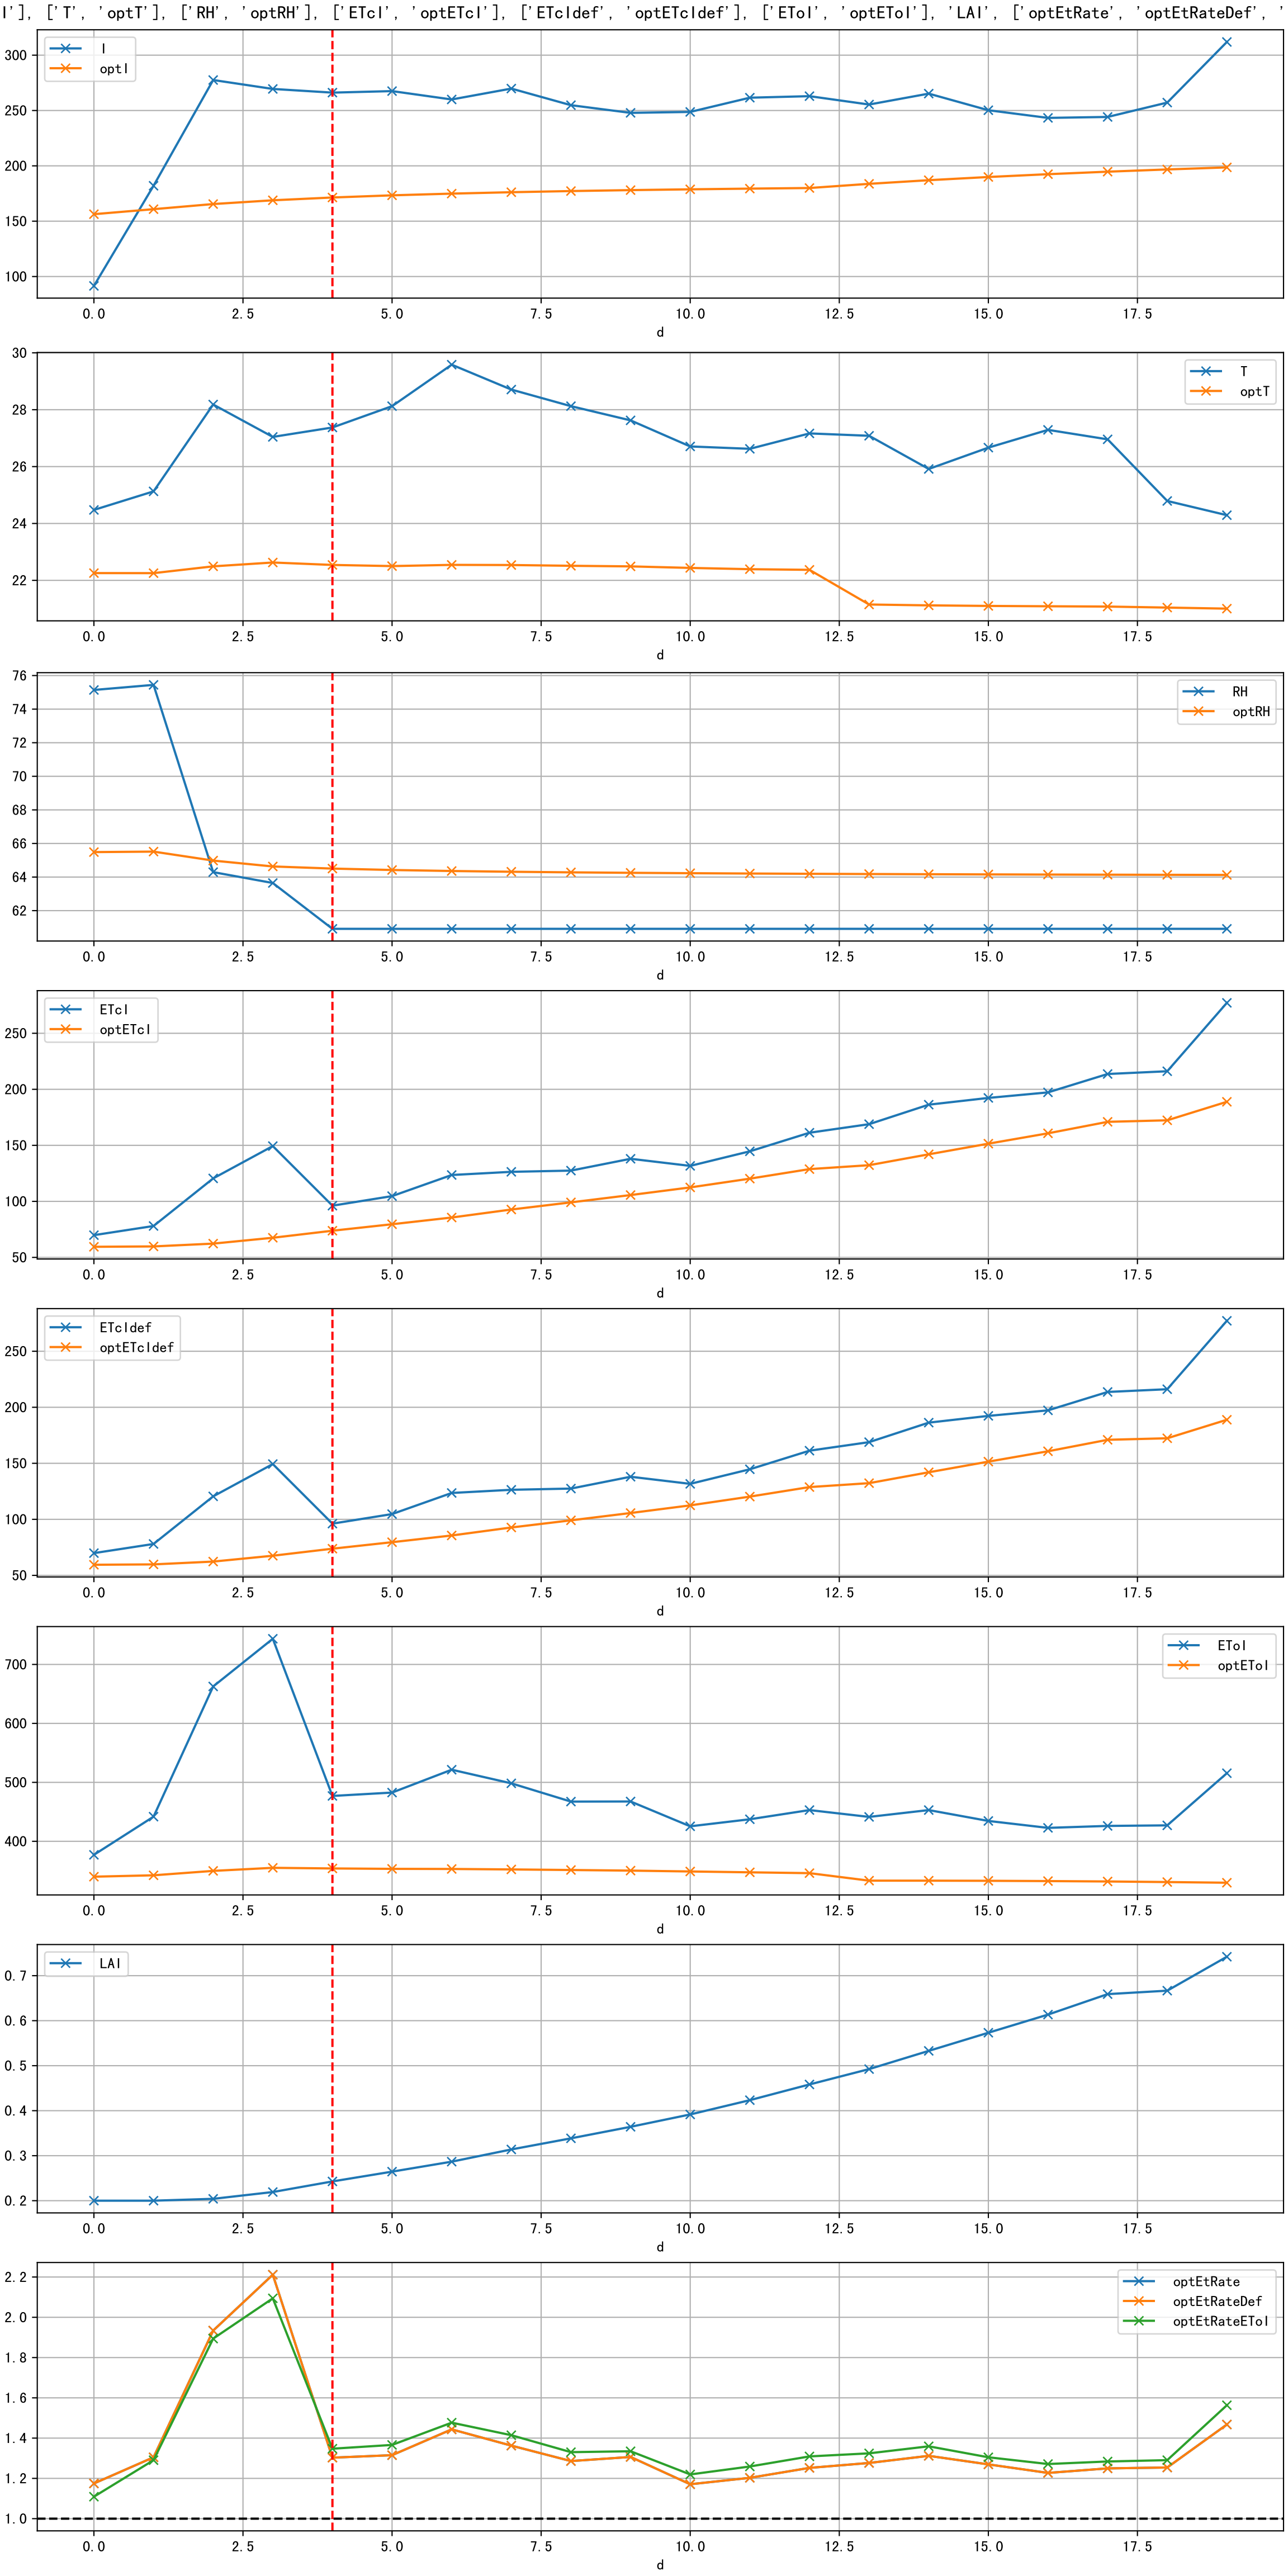 I'], ['T', 'optT'], ['RH', 'optRH'], ['ETcI', 'optETcI'], ['ETcIdef', 'optETcIdef'], ['EToI', 'optEToI'], 'LAI', ['optEtRate', 'optEtRateDef', '
I
optI
300
250
200
150
100
0.0 2.5 5.0 7.5 10.0 12.5 15.0 17.5
d
T
optT
30
28
26
24
22
0.0 2.5 5.0 7.5 10.0 12.5 15.0 17.5
d
RH
optRH
76
74
72
70
68
66
64
62
0.0 2.5 5.0 7.5 10.0 12.5 15.0 17.5
d
ETcI
optETcI
250
200
150
100
50
0.0 2.5 5.0 7.5 10.0 12.5 15.0 17.5
d
ETcIdef
optETcIdef
250
200
150
100
50
0.0 2.5 5.0 7.5 10.0 12.5 15.0 17.5
d
EToI
optEToI
700
600
500
400
0.0 2.5 5.0 7.5 10.0 12.5 15.0 17.5
d
LAI
0.7
0.6
0.5
0.4
0.3
0.2
0.0 2.5 5.0 7.5 10.0 12.5 15.0 17.5
d
optEtRate
optEtRateDef
optEtRateEToI
2.2
2.0
1.8
1.6
1.4
1.2
1.0
0.0 2.5 5.0 7.5 10.0 12.5 15.0 17.5
d